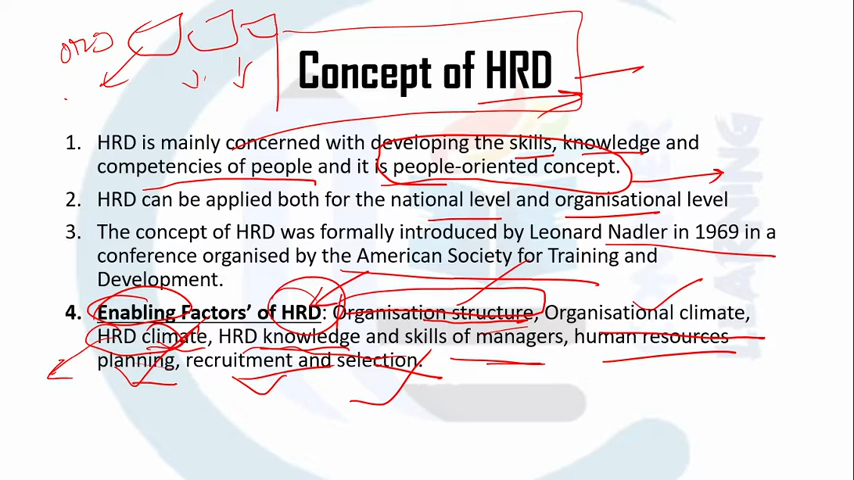 Concept of HRD
1. HRD is mainly concerned with developing the skills, knowledge and
competencies of people and it is people-oriented concept.
2. HRD can be applied both for the national level and organisational level
3. The concept of HRD was formally introduced by Leonard Nadler in 1969 in a
conference organised by the American Society for Training and
Development.
4. Enabling Factors’ of HRD: Organisation structure, Organisational climate,
HRD climate, HRD knowledge and skills of managers, human resources
planning, recruitment and selection.
LEARNING